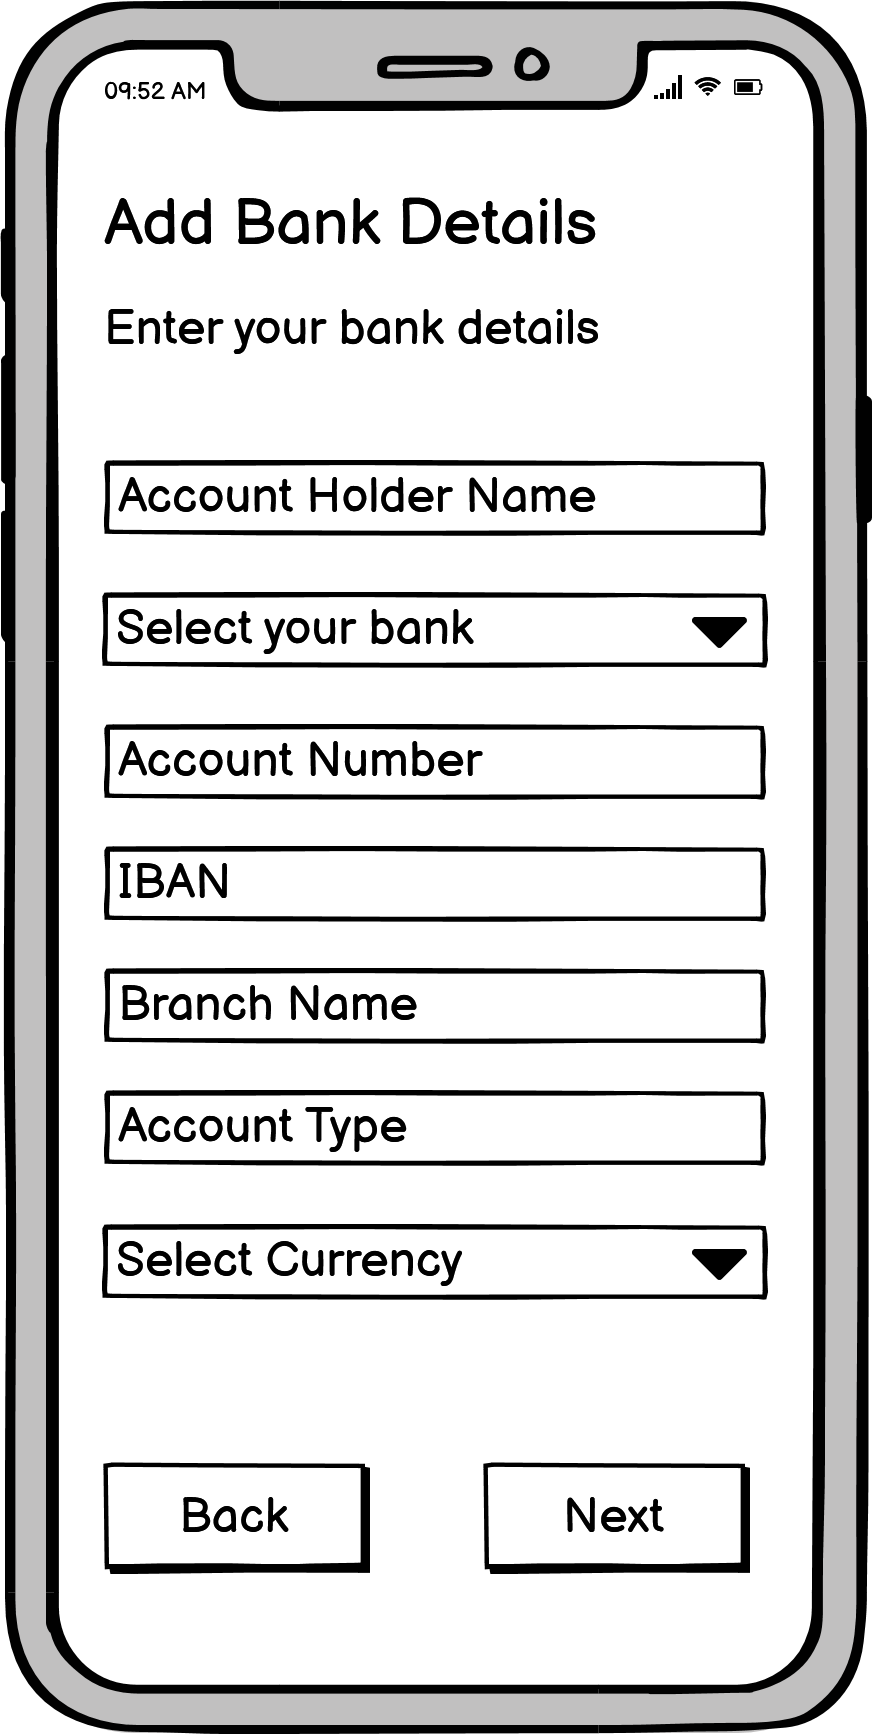 09:52 AM
Add Bank Details
Enter your bank details
Account Holder Name
Select your bank
Account Number
IBAN
Branch Name
Account Type
Select Currency
Back
Next